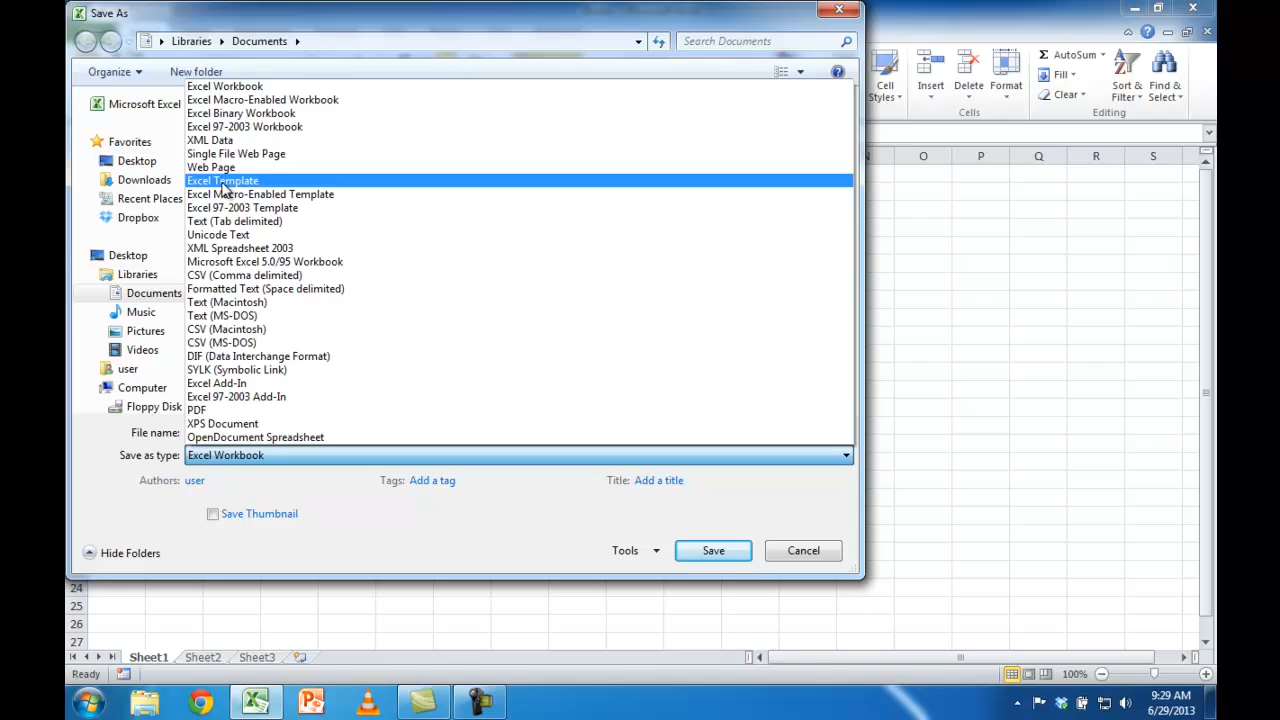 Save As
Libraries Documents
Search Documents
Organize New folder
Microsoft Excel
Favorites
Desktop
Downloads
Recent Places
Dropbox
Desktop
Libraries
Documents
Music
Pictures
Videos
user
Computer
Floppy Disk
Excel Workbook
Excel Macro-Enabled Workbook
Excel Binary Workbook
Excel 97-2003 Workbook
XML Data
Single File Web Page
Web Page
Excel Template
Excel Macro-Enabled Template
Excel 97-2003 Template
Text (Tab delimited)
Unicode Text
XML Spreadsheet 2003
Microsoft Excel 5.0/95 Workbook
CSV (Comma delimited)
Formatted Text (Space delimited)
Text (Macintosh)
Text (MS-DOS)
CSV (Macintosh)
CSV (MS-DOS)
DIF (Data Interchange Format)
SYLK (Symbolic Link)
Excel Add-In
Excel 97-2003 Add-In
PDF
XPS Document
OpenDocument Spreadsheet
File name:
Save as type: Excel Workbook
Authors: user Tags: Add a tag Title: Add a title
Save Thumbnail
Hide Folders Tools Save Cancel
Cell Styles
Insert
Delete
Format
Cells
AutoSum
Fill
Clear
Sort & Filter
Find & Select
Editing
O P Q R S
24
25
26
27
Sheet1 Sheet2 Sheet3
Ready 100%
9:29 AM
6/29/2013